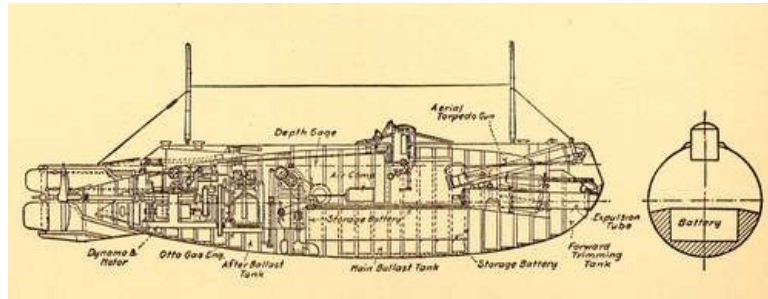 Aerial
Torpedo Gun
Depth Gage
Air Comp.
Storage Battery
Expulsion
Tube
Battery
Dynamo &
Motor
Otto Gas Eng.
After Ballast
Tank
Main Ballast Tank
Storage Battery
Forward
Trimming
Tank